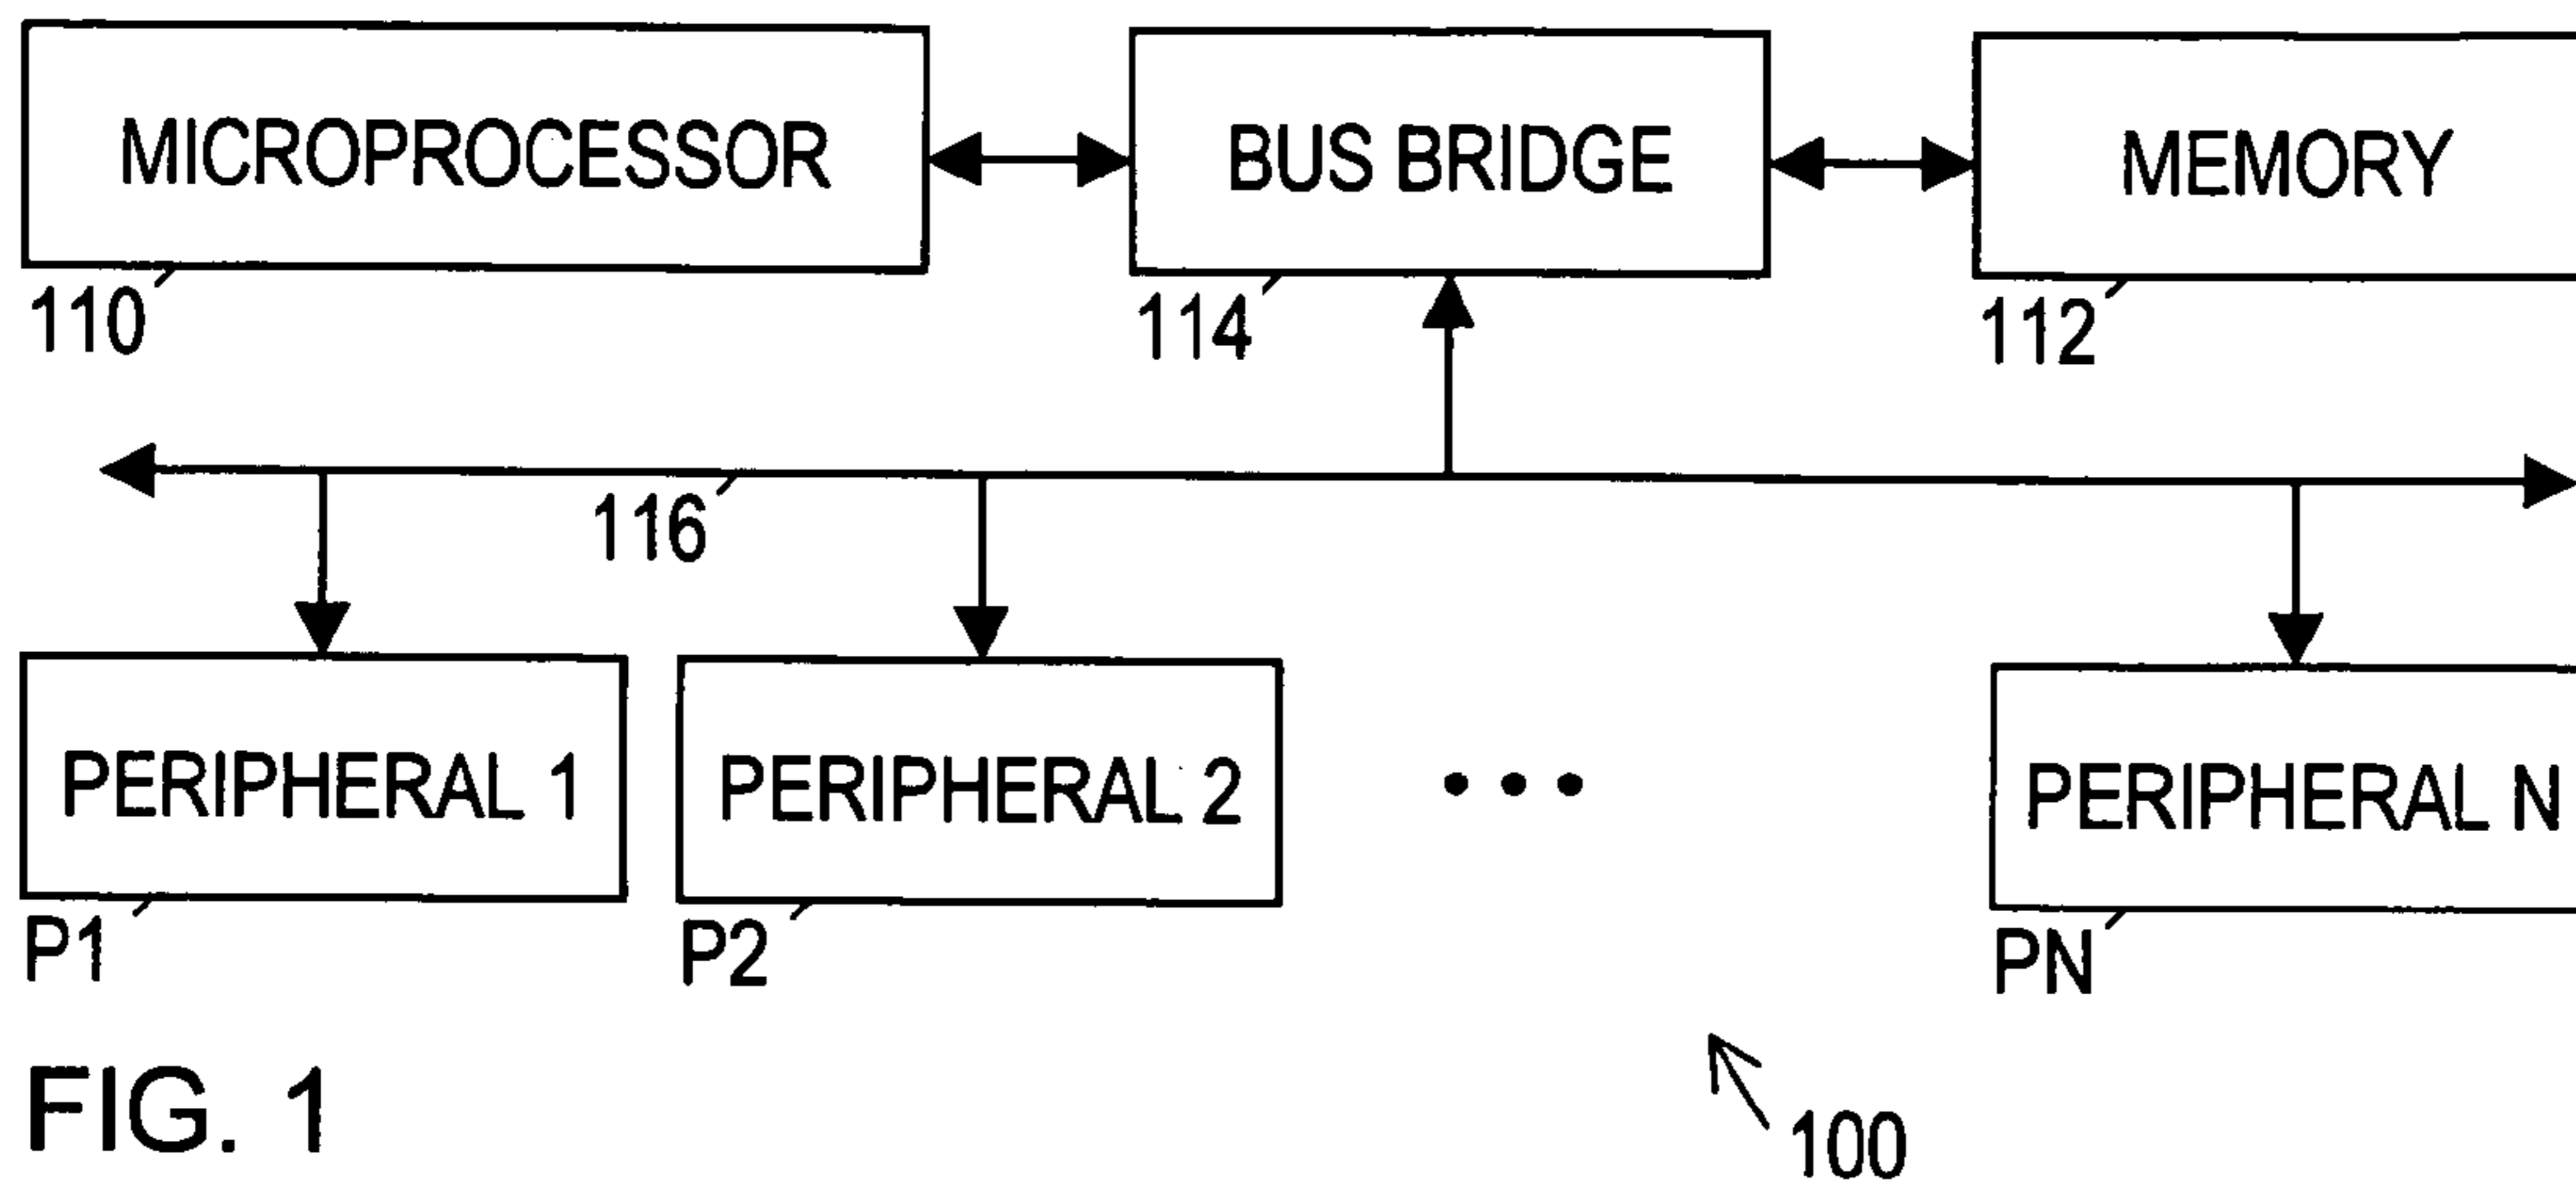 MICROPROCESSOR
BUS BRIDGE
MEMORY
110
114
112
116
PERIPHERAL 1
PERIPHERAL 2
PERIPHERAL N
P1
P2
PN
FIG. 1
100